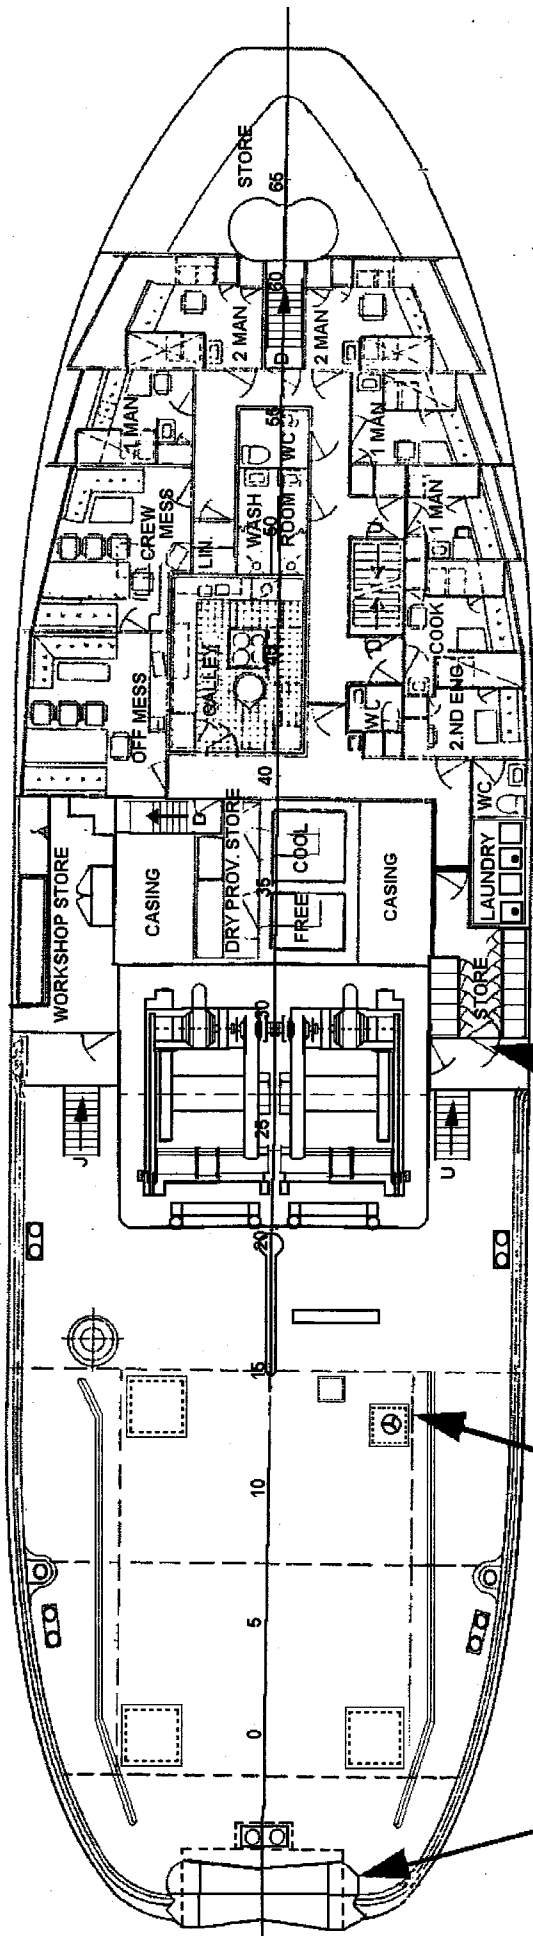 STORE
65
60
2 MAN
D
2 MAN
1 MAN
55
WC
1 MAN
CREW
MESS
LIN.
WASH
ROOM
50
D
D
1 MAN
COOK
GALLEY
45
OFF MESS
WC
2.ND ENG.
40
WC
WORKSHOP STORE
CASING
D
DRY PROV. STORE
35
COOL
FREE
CASING
LAUNDRY
STORE
30
25
U
20
15
10
5
0